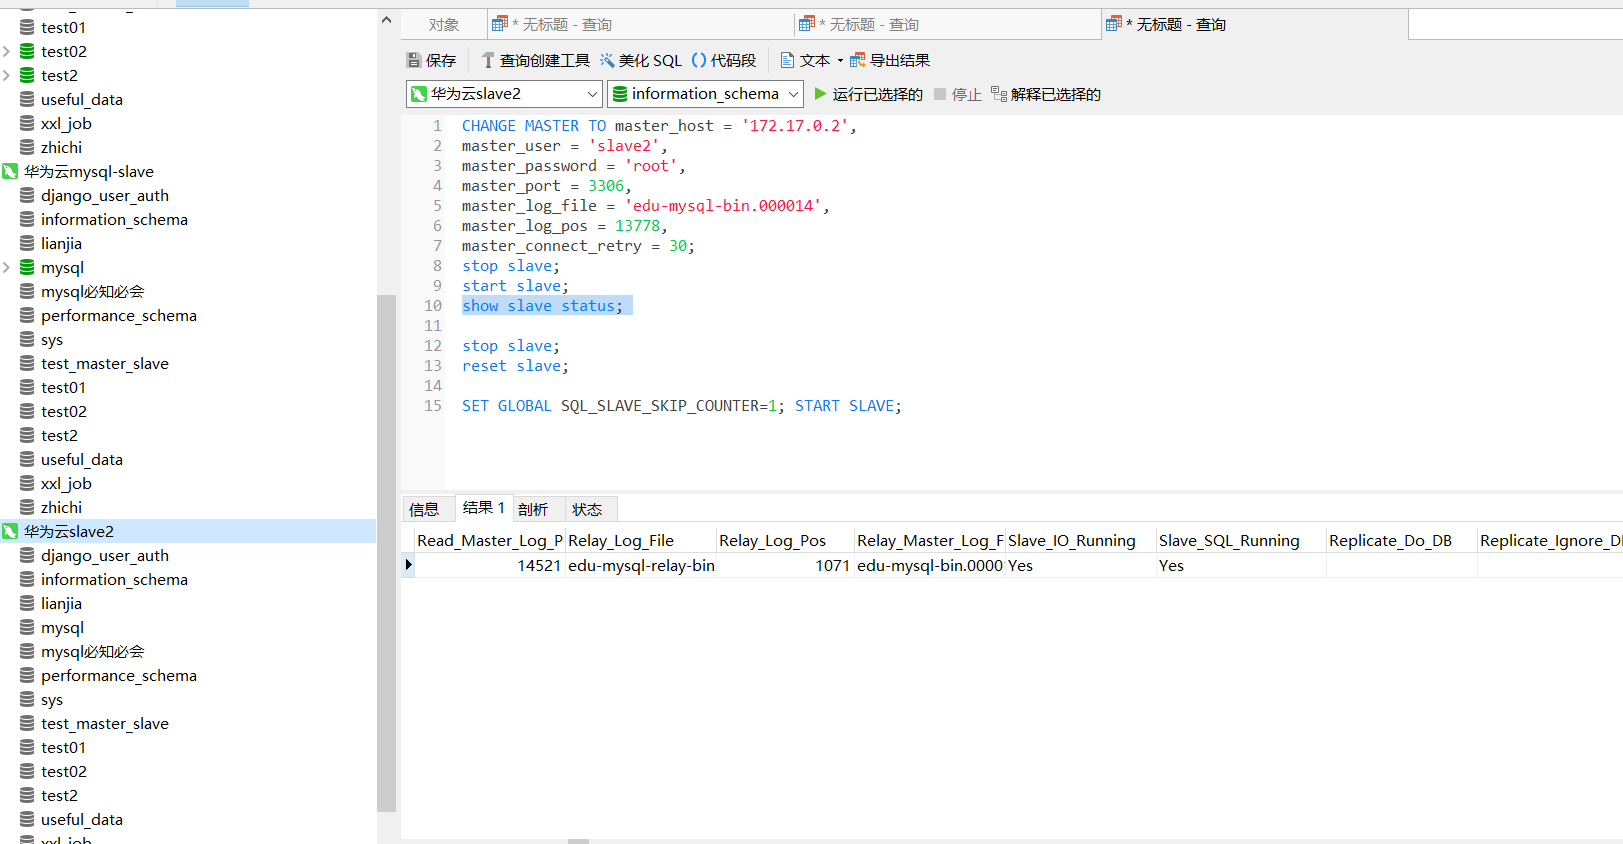 test01
test02
test2
useful_data
xxl_job
zhichi
华为云mysql-slave
django_user_auth
information_schema
lianjia
mysql
mysql必知必会
performance_schema
sys
test_master_slave
test01
test02
test2
useful_data
xxl_job
zhichi
华为云slave2
django_user_auth
information_schema
lianjia
mysql
mysql必知必会
performance_schema
sys
test_master_slave
test01
test02
test2
useful_data
xxl_job
对象 * 无标题 - 查询 * 无标题 - 查询 * 无标题 - 查询
保存 查询创建工具 美化 SQL () 代码段 文本 导出结果
华为云slave2 information_schema 运行已选择的 停止 解释已选择的
1 CHANGE MASTER TO master_host = '172.17.0.2',
2 master_user = 'slave2',
3 master_password = 'root',
4 master_port = 3306,
5 master_log_file = 'edu-mysql-bin.000014',
6 master_log_pos = 13778,
7 master_connect_retry = 30;
8 stop slave;
9 start slave;
10 show slave status;
11
12 stop slave;
13 reset slave;
14
15 SET GLOBAL SQL_SLAVE_SKIP_COUNTER=1; START SLAVE;
信息 结果 1 剖析 状态
Read_Master_Log_P Relay_Log_File Relay_Log_Pos Relay_Master_Log_F Slave_IO_Running Slave_SQL_Running Replicate_Do_DB Replicate_Ignore_D
14521 edu-mysql-relay-bin 1071 edu-mysql-bin.0000 Yes Yes